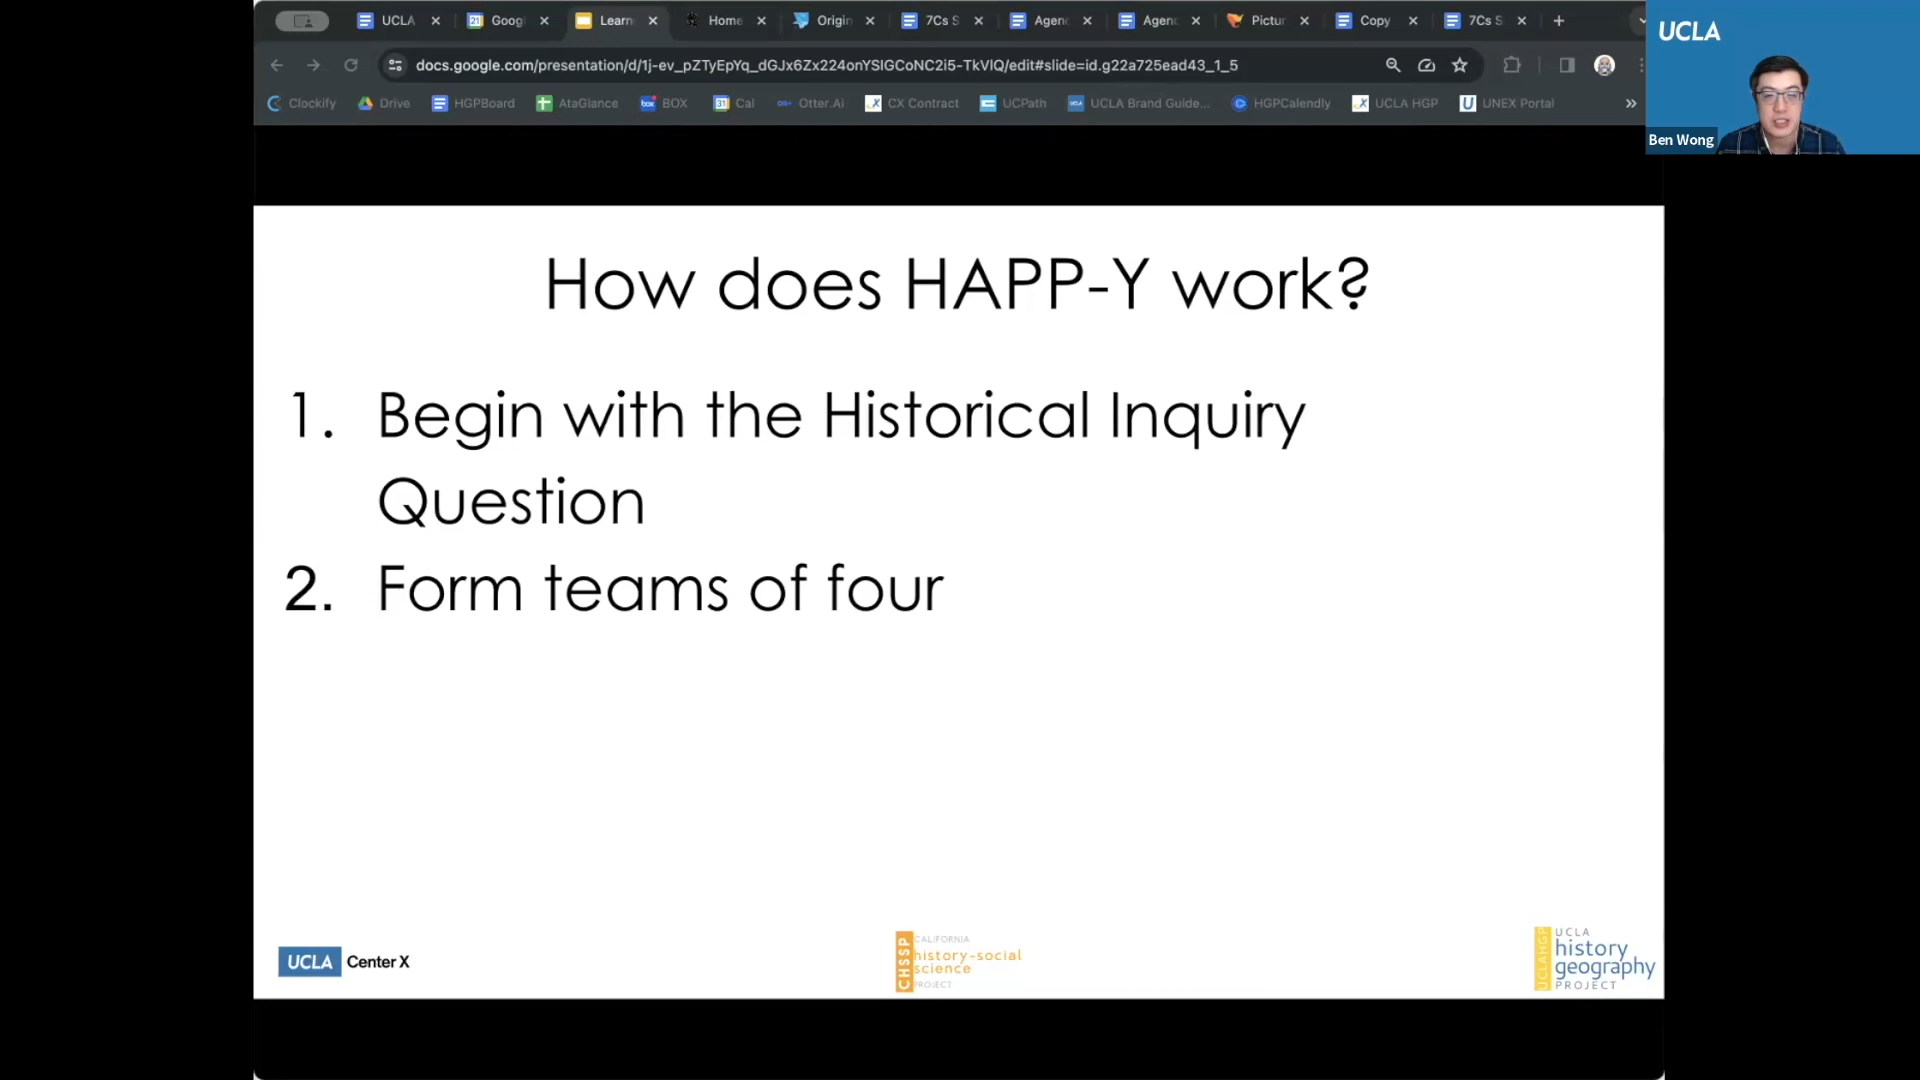 UCLA
Goog
Learn
Home
Origin
7Cs S
Agen
Agen
Pictur
Copy
7Cs S
docs.google.com/presentation/d/1j-ev_pZTyEpYq_dGJx6Zx224onYSIGCoNC2i5-TkVlQ/edit#slide=id.g22a725ead43_1_5
Clockify
Drive
HGPBoard
AtaGlance
BOX
Cal
Otter.Ai
CX Contract
UCPath
UCLA Brand Guide...
HGPCalendly
UCLA HGP
UNEX Portal
UCLA
Ben Wong
How does HAPP-Y work?
1. Begin with the Historical Inquiry
Question
2. Form teams of four
UCLA Center X
CHSSP
CALIFORNIA
history-social
science
PROJECT
UCLAHGP
UCLA
history
geography
PROJECT